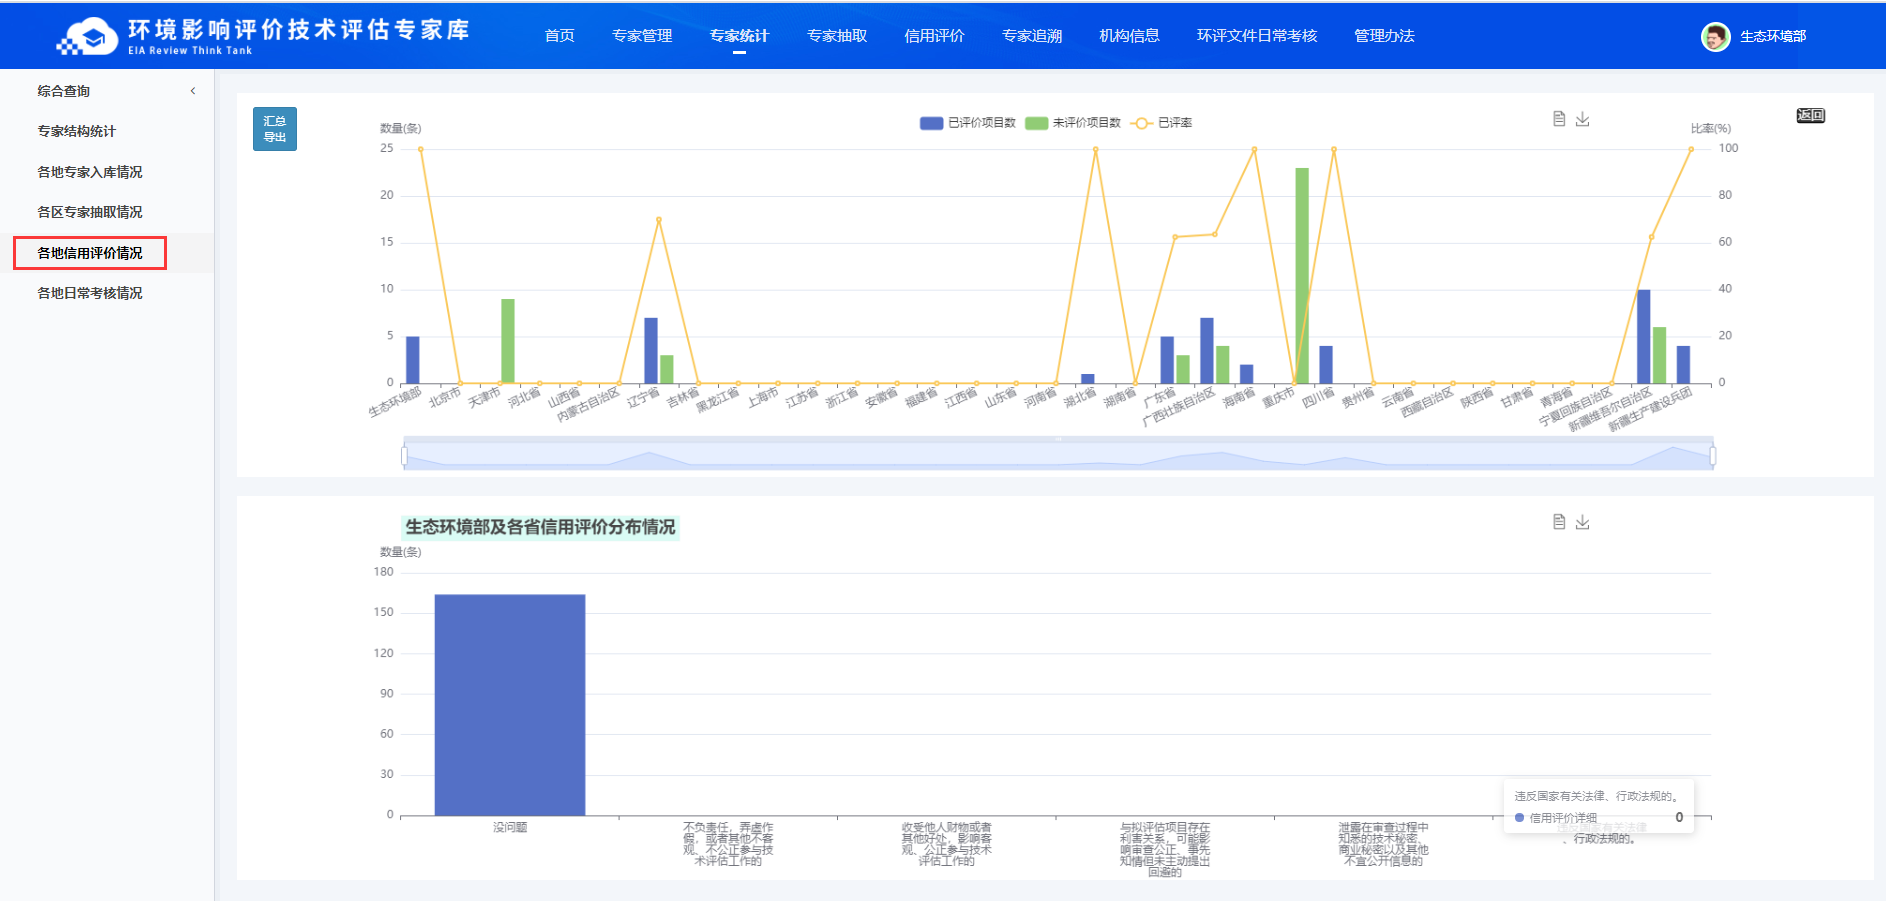 环境影响评价技术评估专家库
EIA Review Think Tank
首页
专家管理
专家统计
专家抽取
信用评价
专家追溯
机构信息
环评文件日常考核
管理办法
生态环境部
综合查询
专家结构统计
各地专家入库情况
各区专家抽取情况
各地信用评价情况
各地日常考核情况
汇总
导出
已评价项目数
未评价项目数
已评率
返回
数量(条)
比率(%)
25
20
15
10
5
0
100
80
60
40
20
0
生态环境部
北京市
天津市
河北省
山西省
内蒙古自治区
辽宁省
吉林省
黑龙江省
上海市
江苏省
浙江省
安徽省
福建省
江西省
山东省
河南省
湖北省
湖南省
广东省
广西壮族自治区
海南省
重庆市
四川省
贵州省
云南省
西藏自治区
陕西省
甘肃省
青海省
宁夏回族自治区
新疆维吾尔自治区
新疆生产建设兵团
生态环境部及各省信用评价分布情况
数量(条)
180
150
120
90
60
30
0
没问题
不负责任，弄虚作
假，或者其他不客
观、不公正参与技
术评估工作的
收受他人财物或者
其他好处，影响客
观、公正参与技术
评估工作的
与拟评估项目存在
利害关系，可能影
响审查公正、事先
知情但未主动提出
回避的
泄露在审查过程中
知悉的技术秘密、
商业秘密以及其他
不宜公开信息的
违反国家有关法律
、行政法规的。
违反国家有关法律、行政法规的。
信用评价详细
0